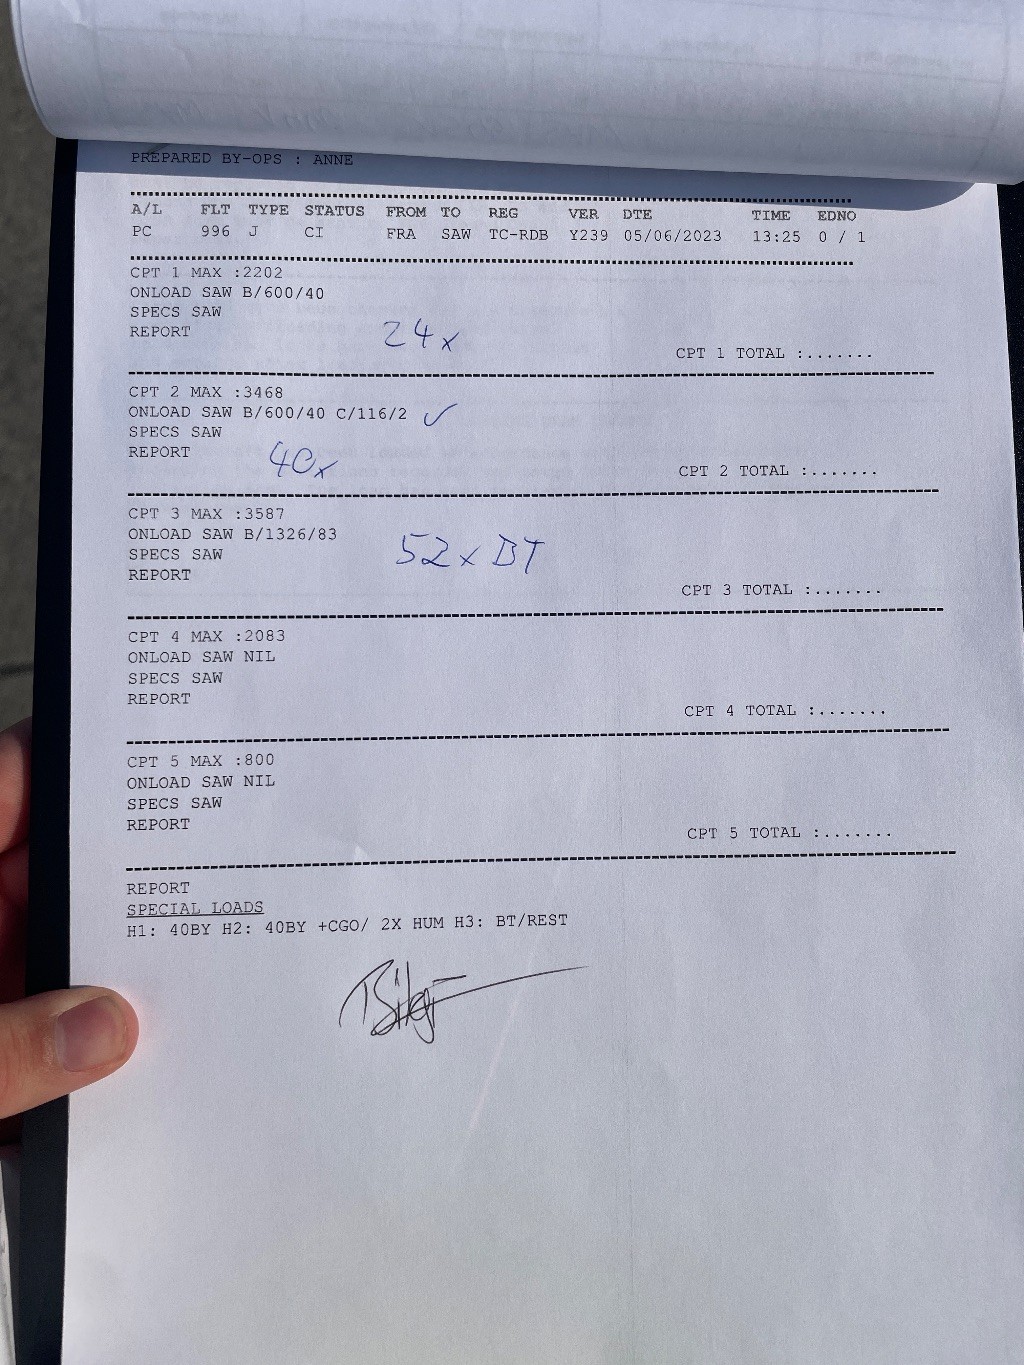 PREPARED BY-OPS : ANNE
A/L FLT TYPE STATUS FROM TO REG VER DTE TIME EDNO
PC 996 J CI FRA SAW TC-RDB Y239 05/06/2023 13:25 0 / 1
CPT 1 MAX :2202
ONLOAD SAW B/600/40
SPECS SAW
REPORT
24x
CPT 1 TOTAL :.......
CPT 2 MAX :3468
ONLOAD SAW B/600/40 C/116/2 ✓
SPECS SAW
REPORT
40x
CPT 2 TOTAL :.......
CPT 3 MAX :3587
ONLOAD SAW B/1326/83
52x BT
SPECS SAW
REPORT
CPT 3 TOTAL :.......
CPT 4 MAX :2083
ONLOAD SAW NIL
SPECS SAW
REPORT
CPT 4 TOTAL :.......
CPT 5 MAX :800
ONLOAD SAW NIL
SPECS SAW
REPORT
CPT 5 TOTAL :.......
REPORT
SPECIAL LOADS
H1: 40BY H2: 40BY +CGO/ 2X HUM H3: BT/REST